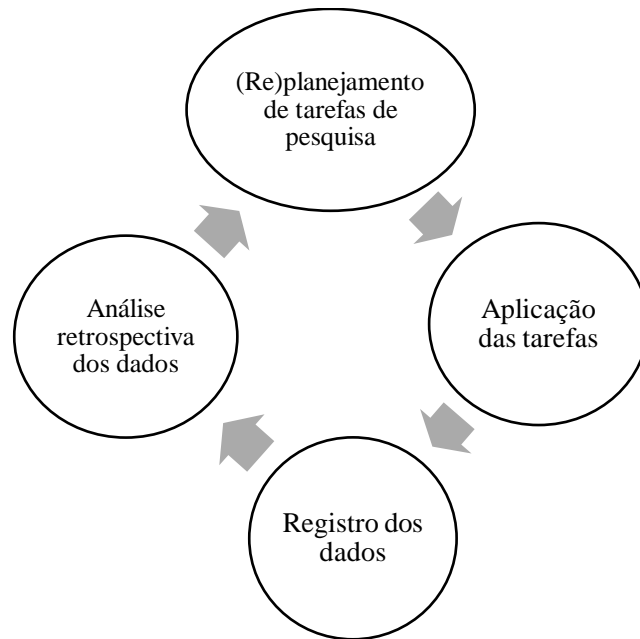 (Re)planejamento
de tarefas de
pesquisa
Aplicação
das tarefas
Registro dos
dados
Análise
retrospectiva
dos dados